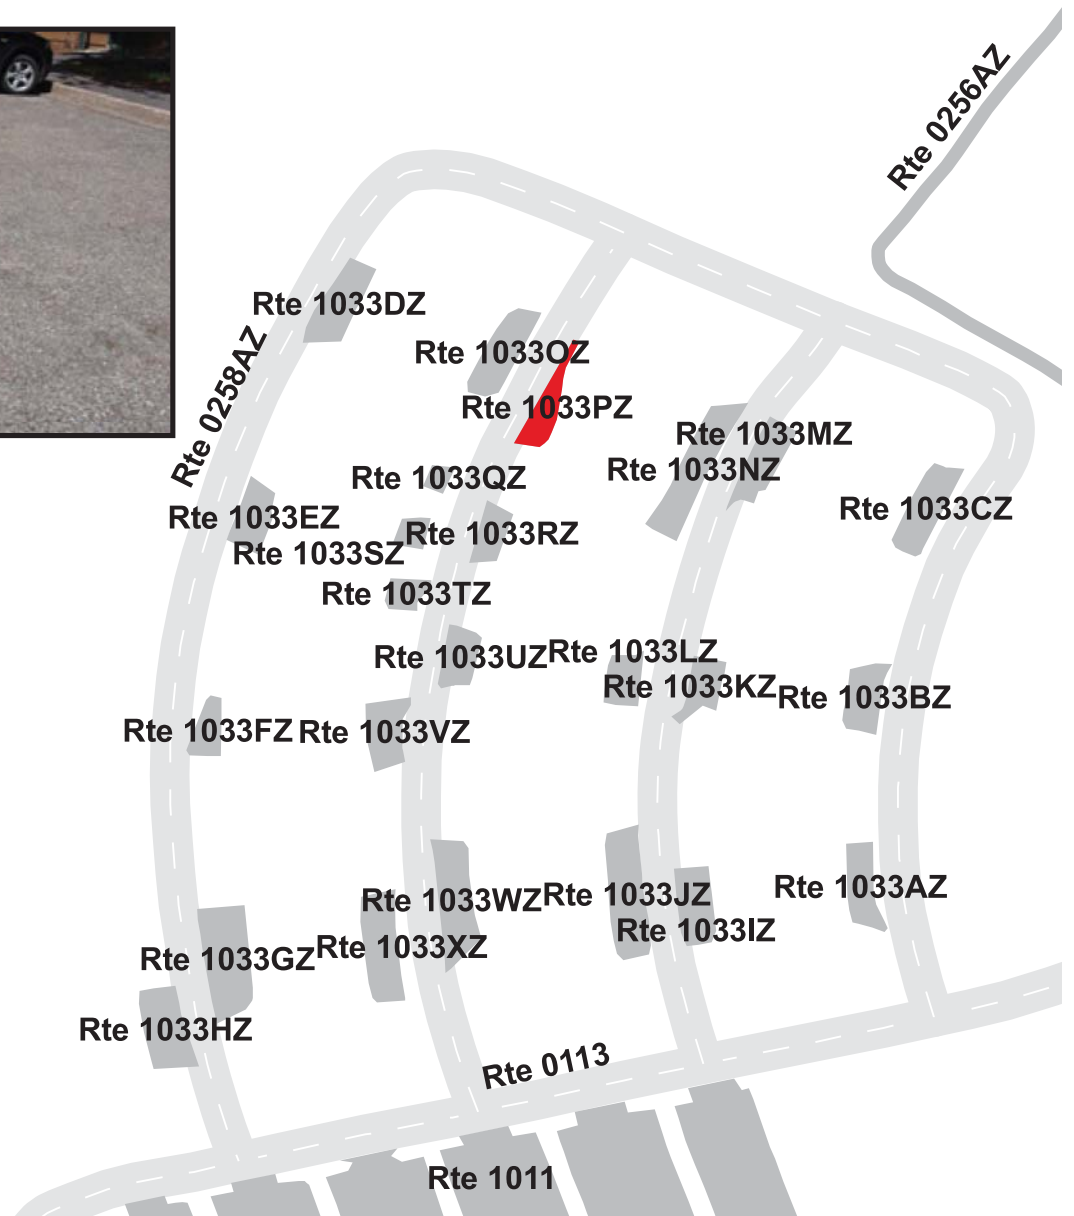 Rte 0256AZ
Rte 1033DZ
Rte 0258AZ
Rte 1033OZ
Rte 1033PZ
Rte 1033MZ
Rte 1033NZ
Rte 1033QZ
Rte 1033CZ
Rte 1033EZ
Rte 1033RZ
Rte 1033SZ
Rte 1033TZ
Rte 1033UZ
Rte 1033LZ
Rte 1033KZ
Rte 1033BZ
Rte 1033FZ
Rte 1033VZ
Rte 1033AZ
Rte 1033WZ
Rte 1033JZ
Rte 1033IZ
Rte 1033XZ
Rte 1033GZ
Rte 1033HZ
Rte 0113
Rte 1011